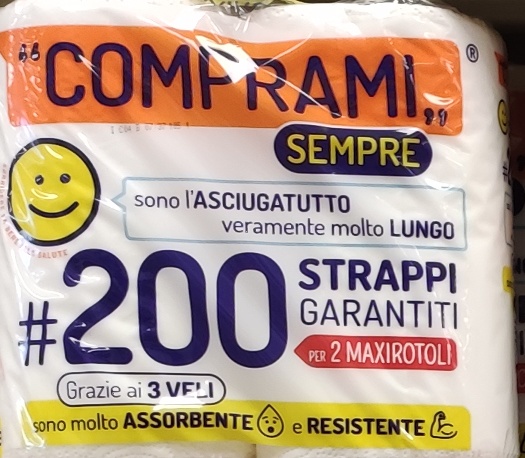 "COMPRAMI„
®
SEMPRE
sono l'ASCIUGATUTTO
veramente molto LUNGO
#200
STRAPPI
GARANTITI
PER 2 MAXIROTOLI
Grazie ai 3 VELI
sono molto ASSORBENTE e RESISTENTE